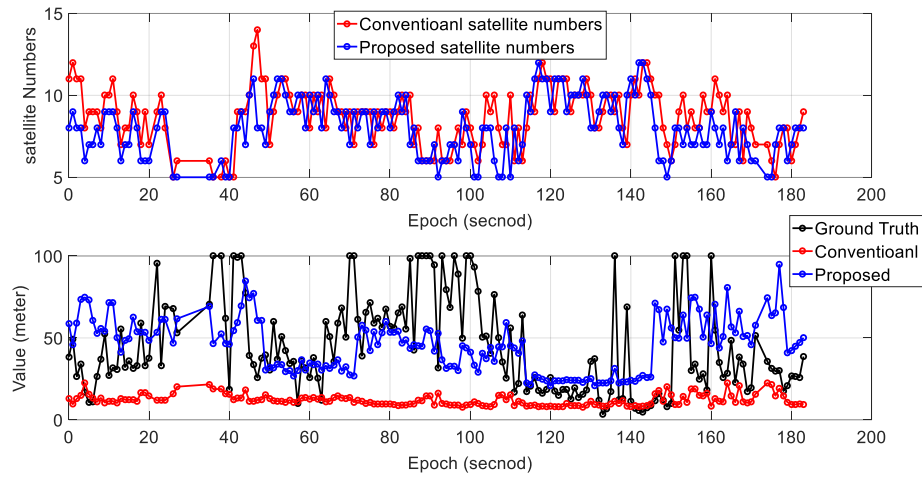 15
10
5
satellite Numbers
Conventioanl satellite numbers
Proposed satellite numbers
0 20 40 60 80 100 120 140 160 180 200
Epoch (secnod)
Ground Truth
Conventioanl
Proposed
100
50
0
Value (meter)
0 20 40 60 80 100 120 140 160 180 200
Epoch (secnod)